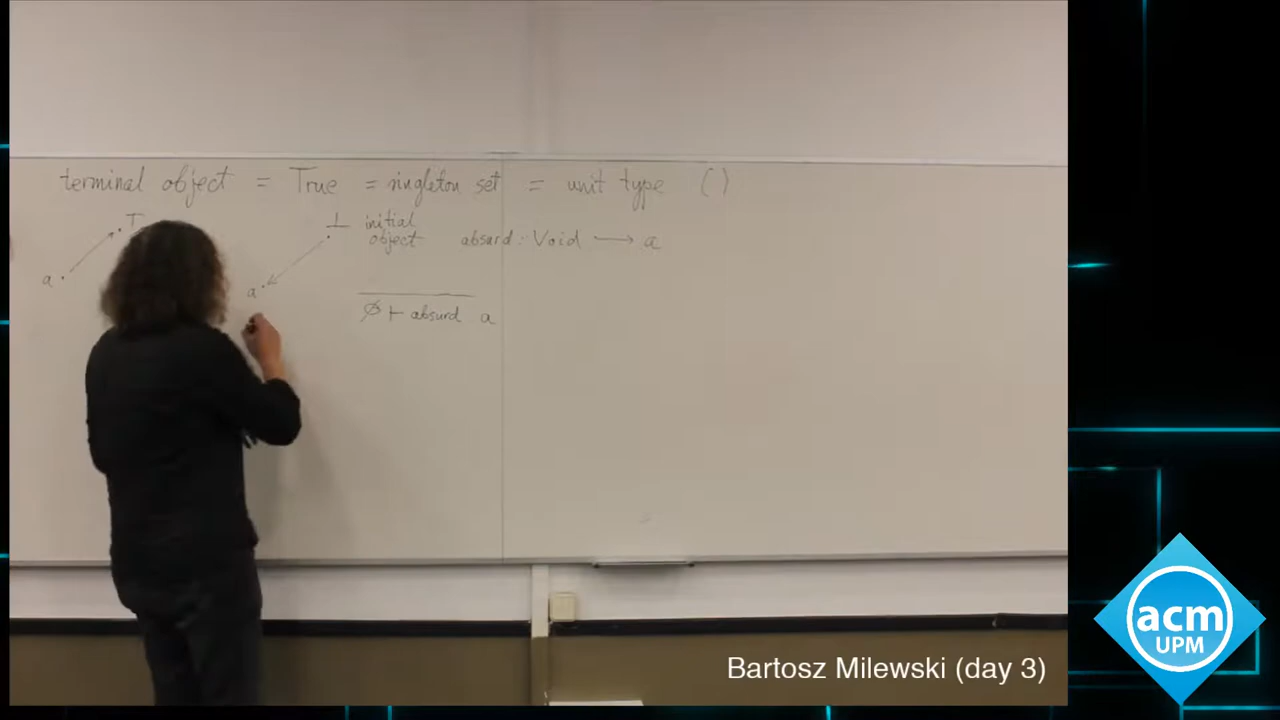 terminal object = True = singleton set = unit type ()
T
a
⊥ initial object
absurd : Void ⟶ a
a
∅ ⊢ absurd a
Bartosz Milewski (day 3)
acm
UPM